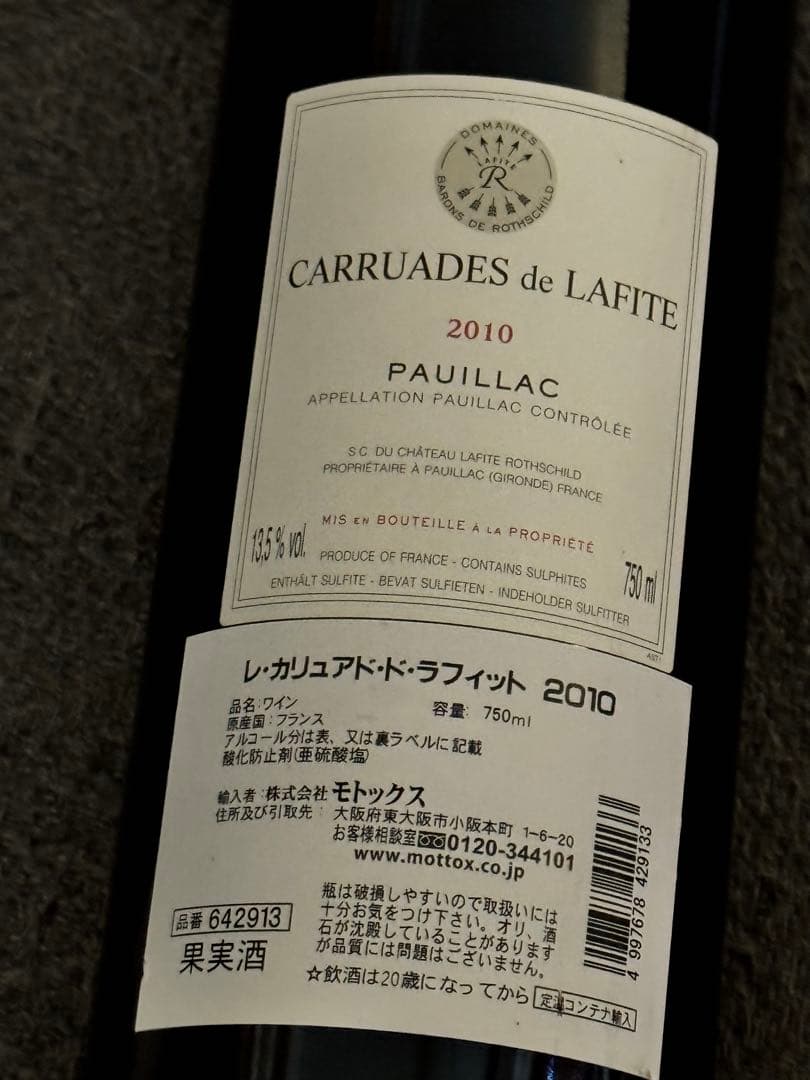 DOMAINES
LAFITE
R
BARONS DE ROTHSCHILD
CARRUADES de LAFITE
2010
PAUILLAC
APPELLATION PAUILLAC CONTRÔLÉE
S.C. DU CHÂTEAU LAFITE ROTHSCHILD
PROPRIÉTAIRE À PAUILLAC (GIRONDE) FRANCE
MIS EN BOUTEILLE À LA PROPRIÉTÉ
13,5 % vol.
PRODUCE OF FRANCE - CONTAINS SULPHITES
750 ml
ENTHÄLT SULFITE - BEVAT SULFIETEN - INDEHOLDER SULFITTER
レ・カリュアド・ド・ラフィット 2010
品名:ワイン
容量: 750ml
原産国:フランス
アルコール分は表、又は裏ラベルに記載
酸化防止剤(亜硫酸塩)
輸入者:株式会社 モトックス
住所及び引取先: 大阪府東大阪市小阪本町 1-6-20
お客様相談室 0120-344101
www.mottox.co.jp
瓶は破損しやすいので取扱いには
十分お気をつけ下さい。オリ、酒
石が沈殿していることがあります
が品質には問題はございません。
品番 642913
果実酒
☆飲酒は20歳になってから
定温コンテナ輸入
4 997678 429133